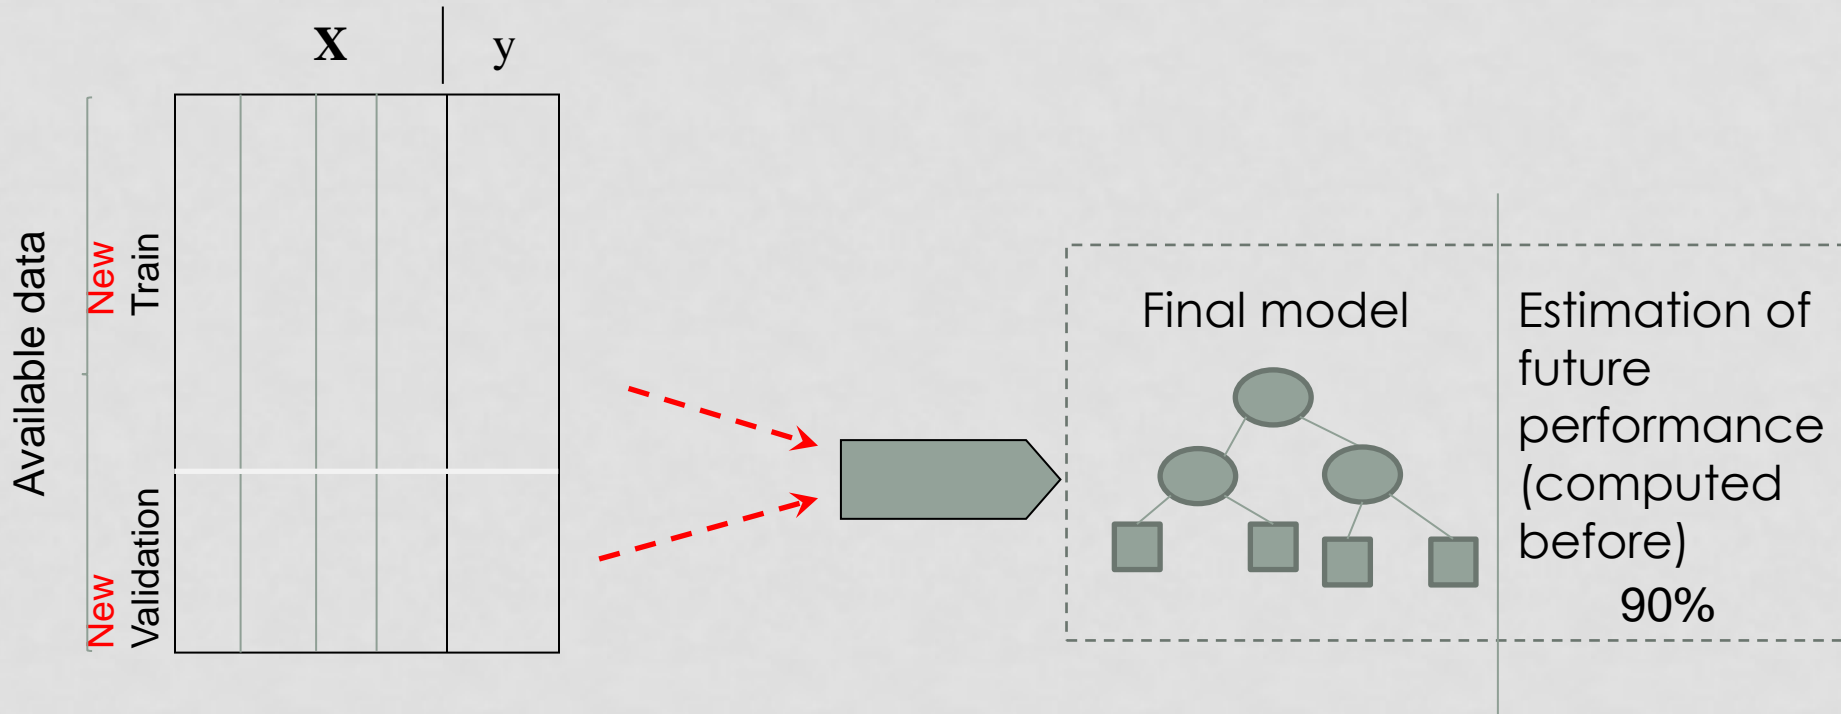 X
y
Available data
New
Train
New
Validation
Final model
Estimation of
future
performance
(computed
before)
90%